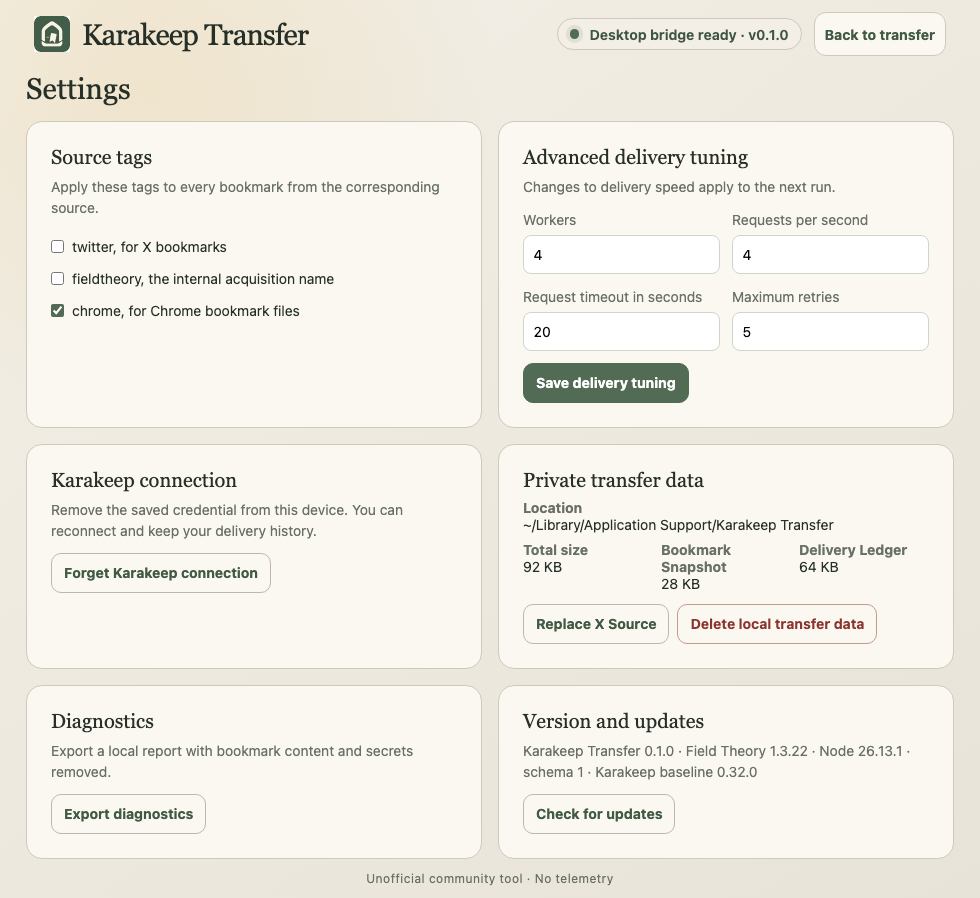 Karakeep Transfer
Desktop bridge ready · v0.1.0
Back to transfer
Settings
Source tags
Apply these tags to every bookmark from the corresponding
source.
twitter, for X bookmarks
fieldtheory, the internal acquisition name
chrome, for Chrome bookmark files
Advanced delivery tuning
Changes to delivery speed apply to the next run.
Workers
4
Requests per second
4
Request timeout in seconds
20
Maximum retries
5
Save delivery tuning
Karakeep connection
Remove the saved credential from this device. You can
reconnect and keep your delivery history.
Forget Karakeep connection
Private transfer data
Location
~/Library/Application Support/Karakeep Transfer
Total size
92 KB
Bookmark
Snapshot
28 KB
Delivery Ledger
64 KB
Replace X Source
Delete local transfer data
Diagnostics
Export a local report with bookmark content and secrets
removed.
Export diagnostics
Version and updates
Karakeep Transfer 0.1.0 · Field Theory 1.3.22 · Node 26.13.1 ·
schema 1 · Karakeep baseline 0.32.0
Check for updates
Unofficial community tool · No telemetry